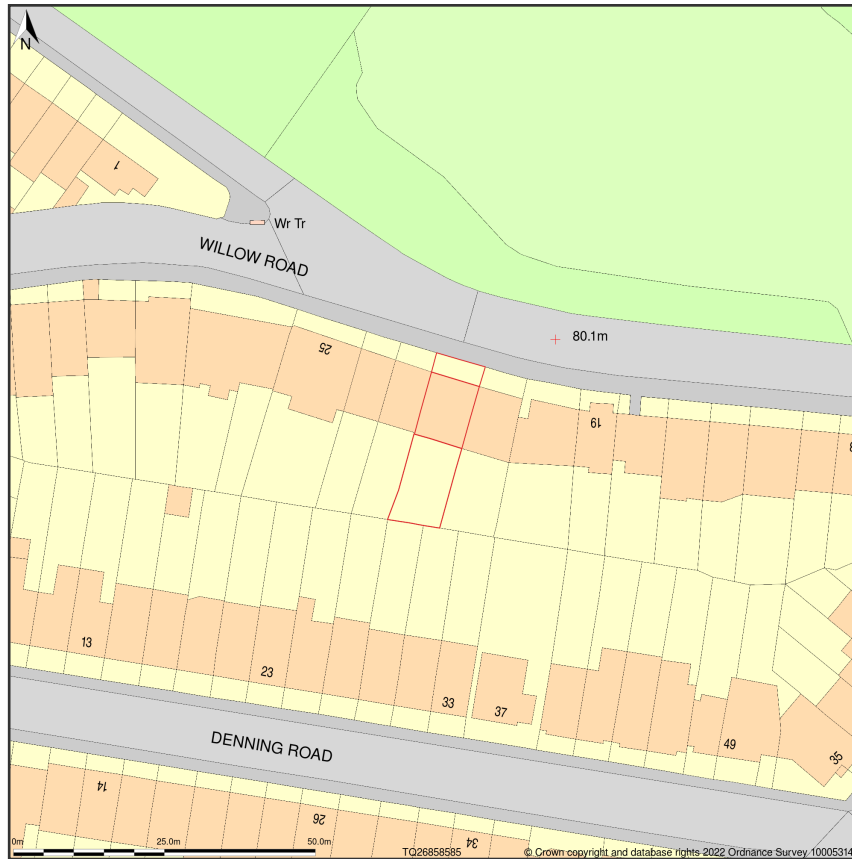 N
1
Wr Tr
WILLOW ROAD
80.1m
25
19
13
23
33
37
49
35
DENNING ROAD
14
26
34
0m 25.0m 50.0m
TQ26858585
© Crown copyright and database rights 2022 Ordnance Survey 10005314